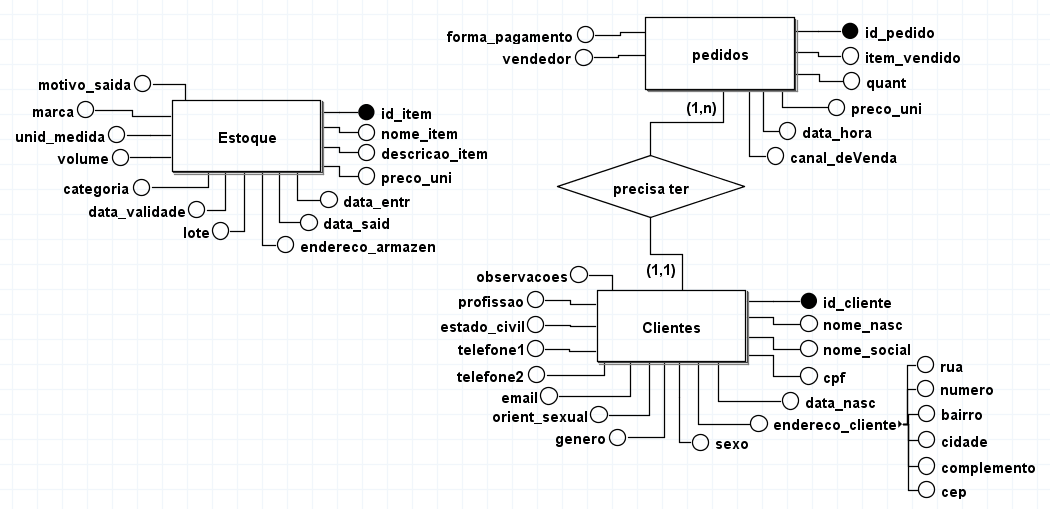 forma_pagamento
vendedor
pedidos
id_pedido
item_vendido
quant
preco_uni
data_hora
canal_deVenda
(1,n)
precisa ter
(1,1)
motivo_saida
marca
unid_medida
volume
categoria
data_validade
lote
Estoque
id_item
nome_item
descricao_item
preco_uni
data_entr
data_said
endereco_armazen
observacoes
profissao
estado_civil
telefone1
telefone2
email
orient_sexual
genero
Clientes
id_cliente
nome_nasc
nome_social
cpf
data_nasc
endereco_cliente
sexo
rua
numero
bairro
cidade
complemento
cep